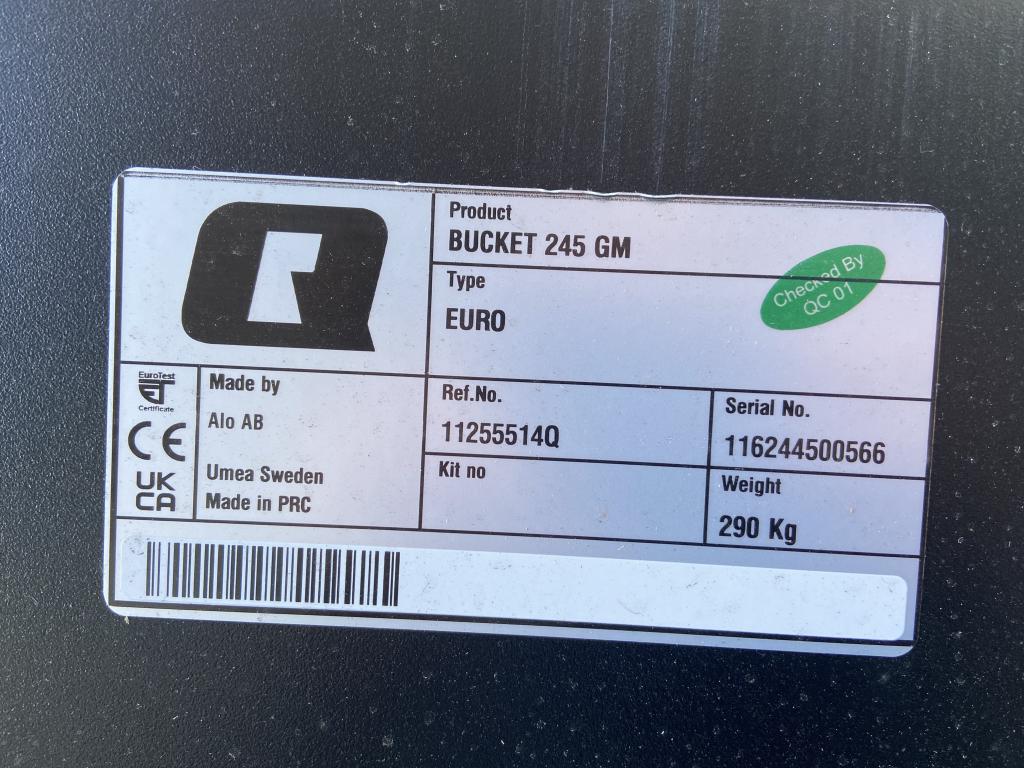 Product
BUCKET 245 GM
Type
EURO
Checked By
QC 01
EuroTest
ET
Certificate
CE
UK
CA
Made by
Alo AB
Umea Sweden
Made in PRC
Ref.No.
11255514Q
Serial No.
116244500566
Kit no
Weight
290 Kg